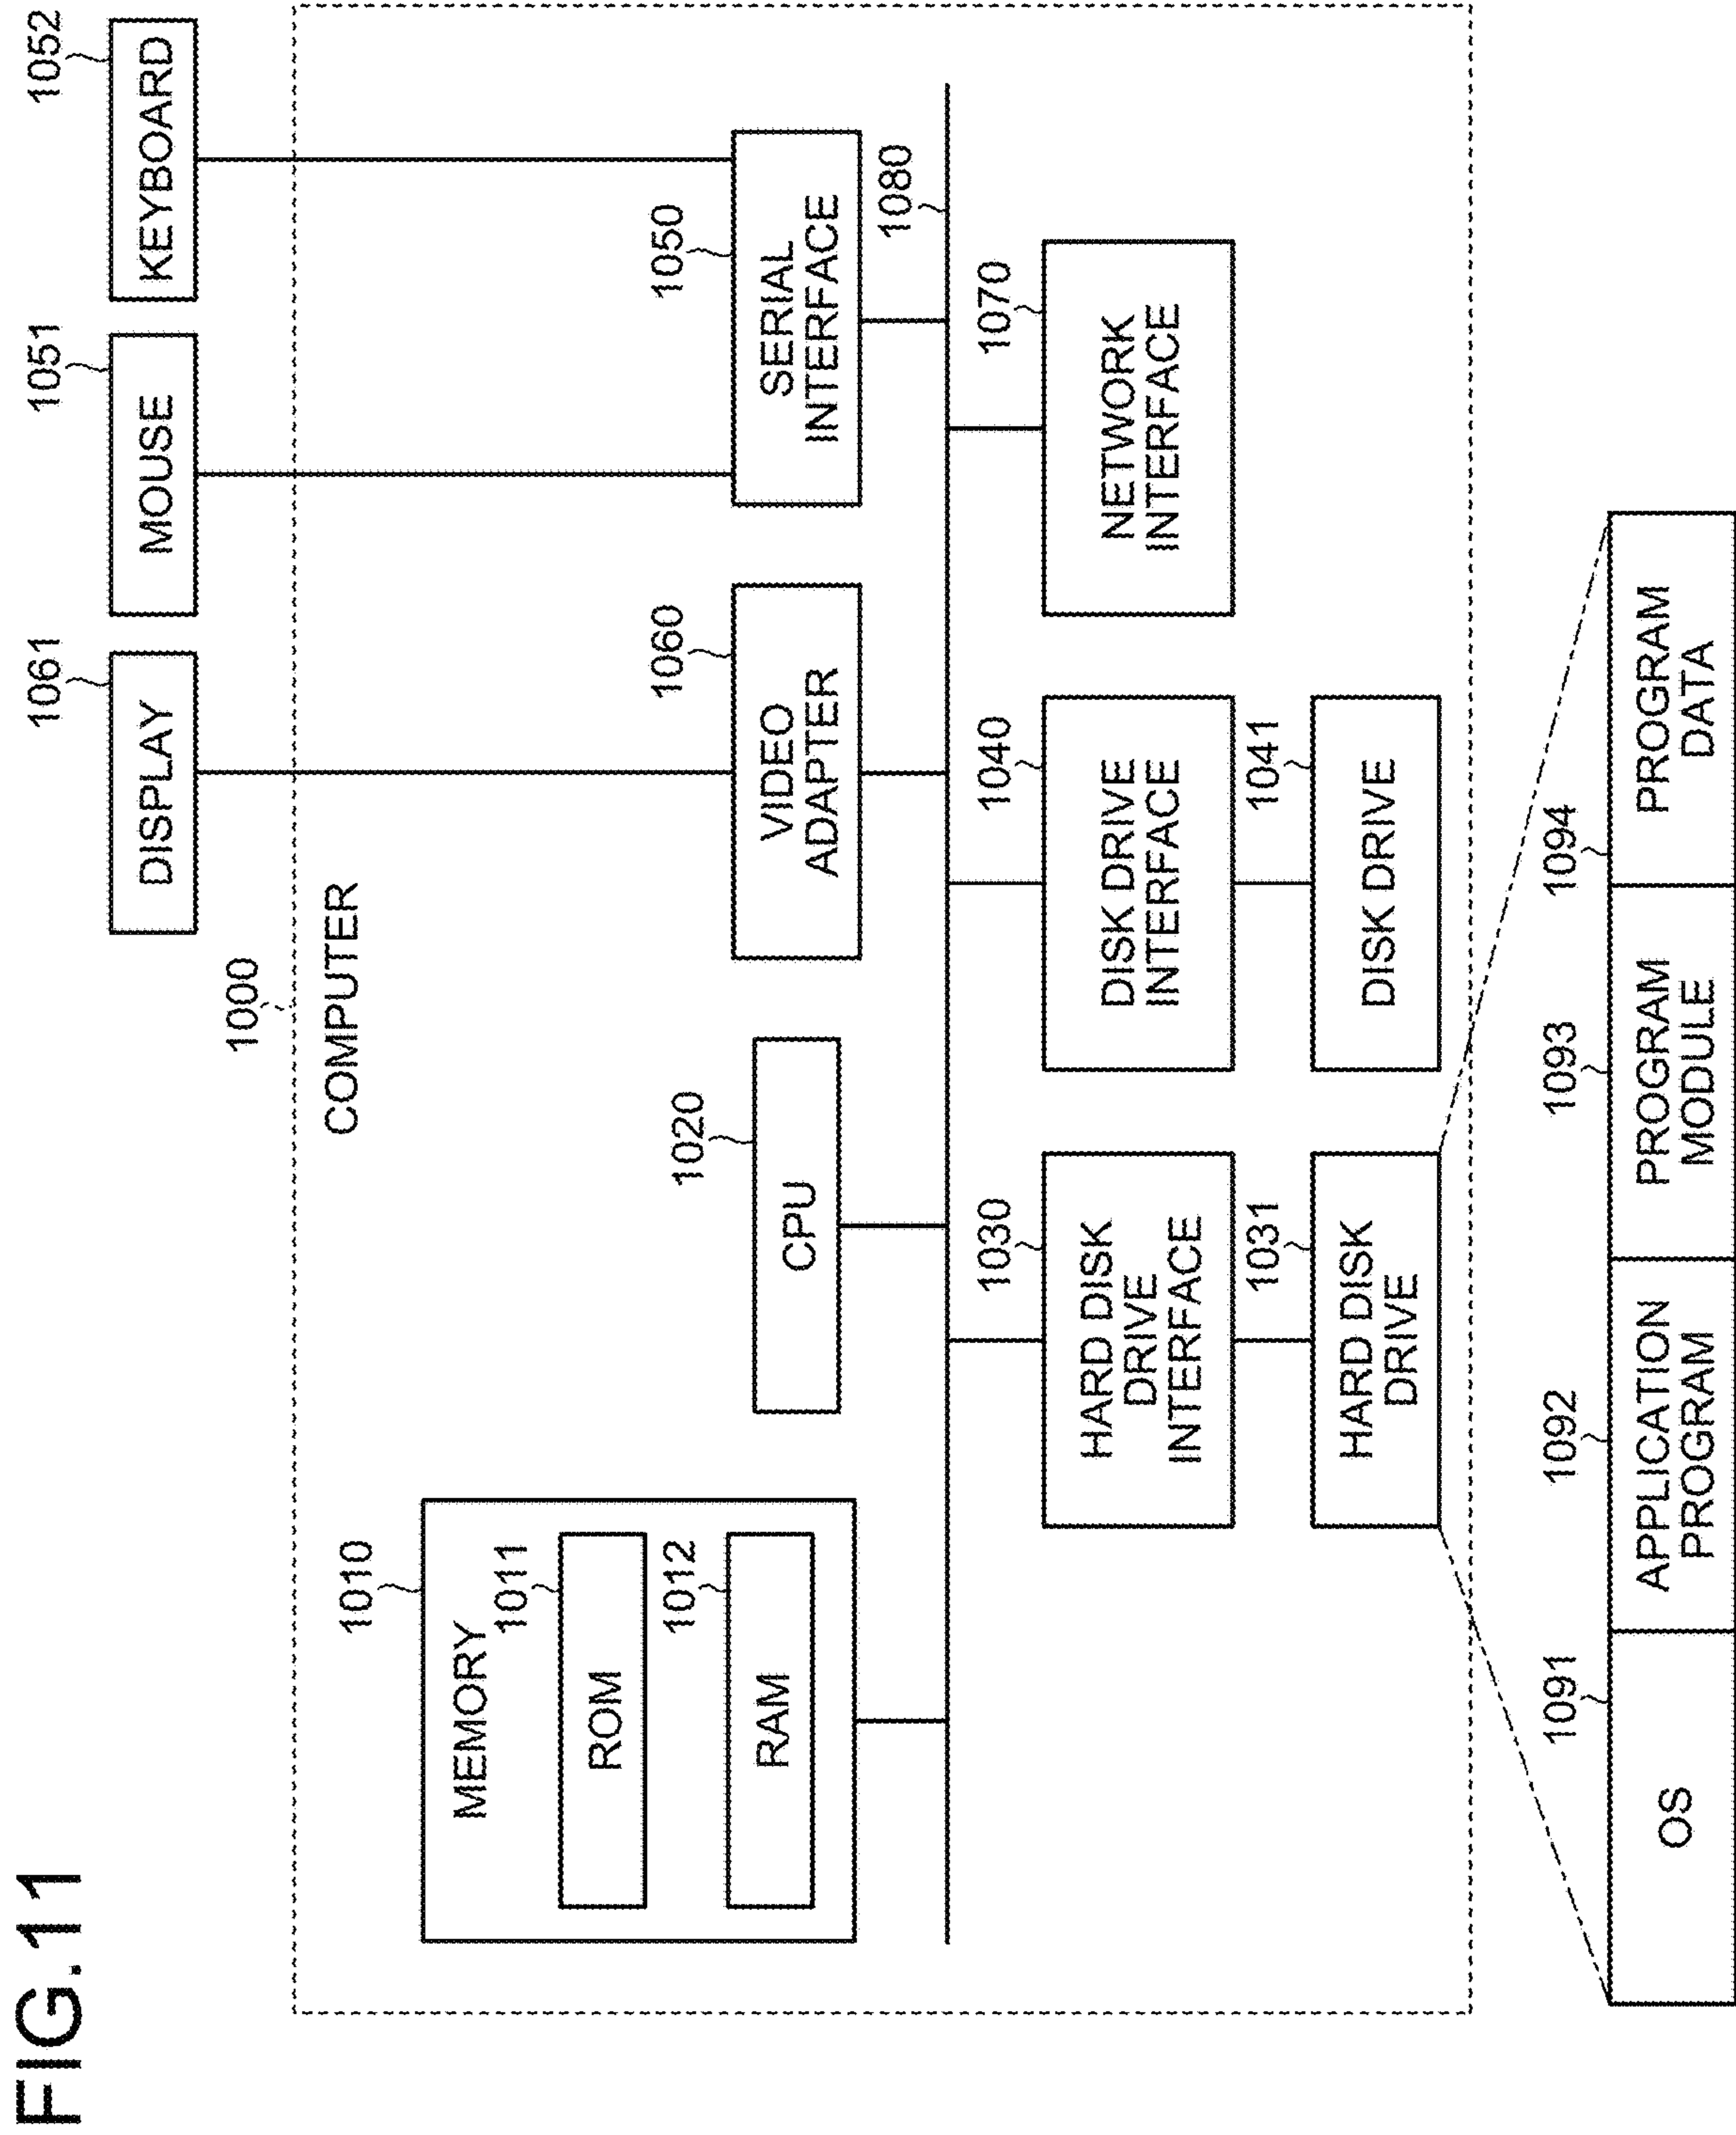 FIG.11
1061
DISPLAY
1051
MOUSE
1052
KEYBOARD
1000
COMPUTER
1010
MEMORY
1011
ROM
1012
RAM
1020
CPU
1060
VIDEO
ADAPTER
1050
SERIAL
INTERFACE
1080
1030
HARD DISK
DRIVE
INTERFACE
1040
DISK DRIVE
INTERFACE
1070
NETWORK
INTERFACE
1031
HARD DISK
DRIVE
1041
DISK DRIVE
1091
OS
1092
APPLICATION
PROGRAM
1093
PROGRAM
MODULE
1094
PROGRAM
DATA